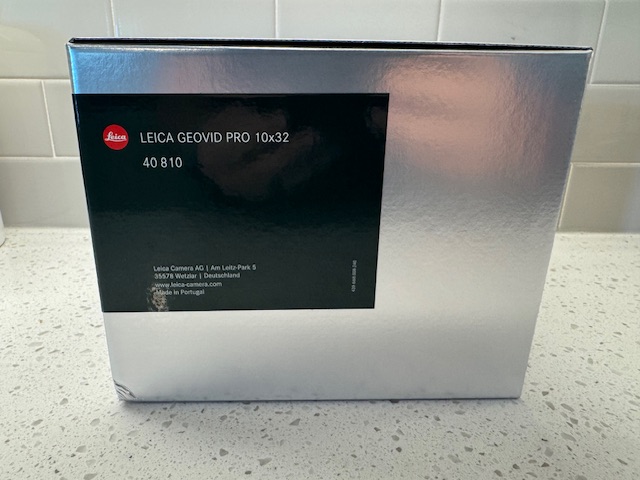 Leica
LEICA GEOVID PRO 10x32
40 810
Leica Camera AG | Am Leitz-Park 5
35578 Wetzlar | Deutschland
www.leica-camera.com
Made in Portugal